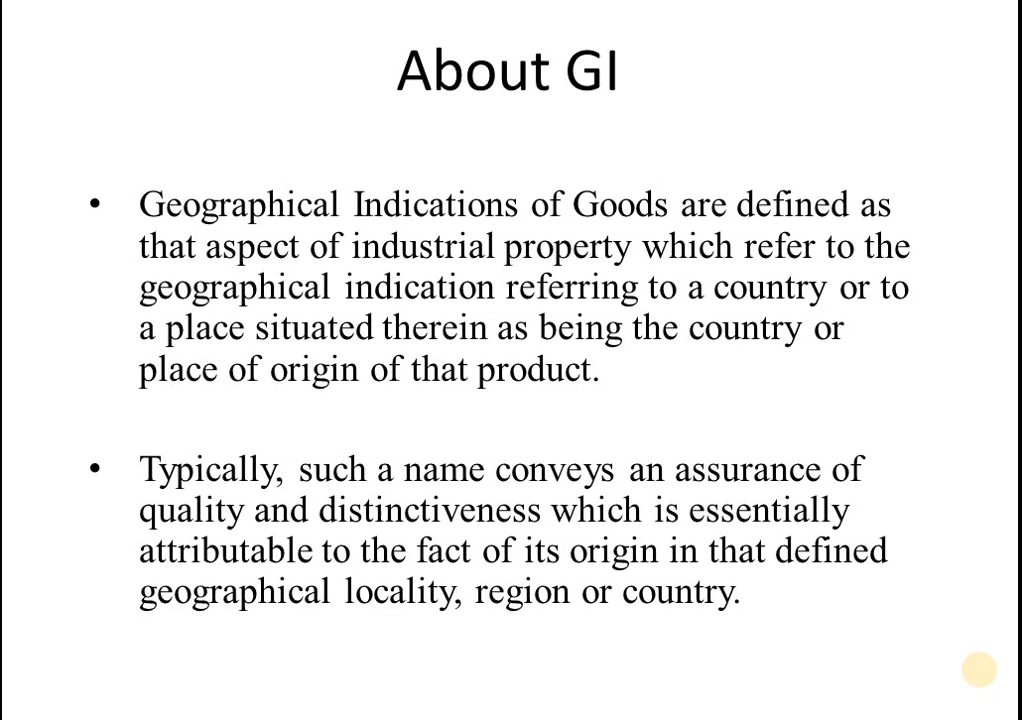 About GI
• Geographical Indications of Goods are defined as
that aspect of industrial property which refer to the
geographical indication referring to a country or to
a place situated therein as being the country or
place of origin of that product.
• Typically, such a name conveys an assurance of
quality and distinctiveness which is essentially
attributable to the fact of its origin in that defined
geographical locality, region or country.